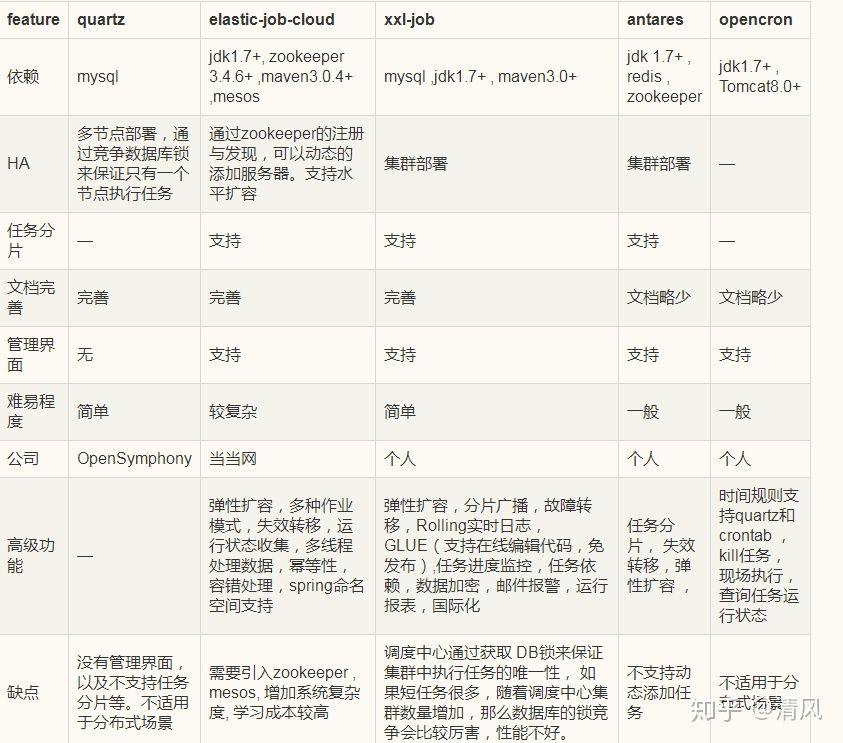 feature quartz elastic-job-cloud xxl-job antares opencron
依赖
mysql
jdk1.7+, zookeeper
3.4.6+ ,maven3.0.4+
,mesos
mysql ,jdk1.7+ , maven3.0+
jdk 1.7+ ,
redis ,
zookeeper
jdk1.7+ ,
Tomcat8.0+
HA
多节点部署，通
过竞争数据库锁
来保证只有一个
节点执行任务
通过zookeeper的注册
与发现，可以动态的
添加服务器。支持水
平扩容
集群部署
集群部署
—
任务分
片
—
支持
支持
支持
—
文档完
善
完善
完善
完善
文档略少
文档略少
管理界
面
无
支持
支持
支持
支持
难易程
度
简单
较复杂
简单
一般
一般
公司
OpenSymphony
当当网
个人
个人
个人
高级功
能
—
弹性扩容，多种作业
模式，失效转移，运
行状态收集，多线程
处理数据，幂等性，
容错处理，spring命名
空间支持
弹性扩容，分片广播，故障转
移，Rolling实时日志，
GLUE（支持在线编辑代码，免
发布）,任务进度监控，任务依
赖，数据加密，邮件报警，运行
报表，国际化
任务分
片， 失效
转移，弹
性扩容 ，
时间规则支
持quartz和
crontab ，
kill任务，
现场执行，
查询任务运
行状态
缺点
没有管理界面，
以及不支持任务
分片等。不适用
于分布式场景
需要引入zookeeper ,
mesos, 增加系统复杂
度, 学习成本较高
调度中心通过获取 DB锁来保证
集群中执行任务的唯一性， 如
果短任务很多，随着调度中心集
群数量增加，那么数据库的锁竞
争会比较厉害，性能不好。
不支持动
态添加任
务
不适用于分
布式场景
知乎 @清风